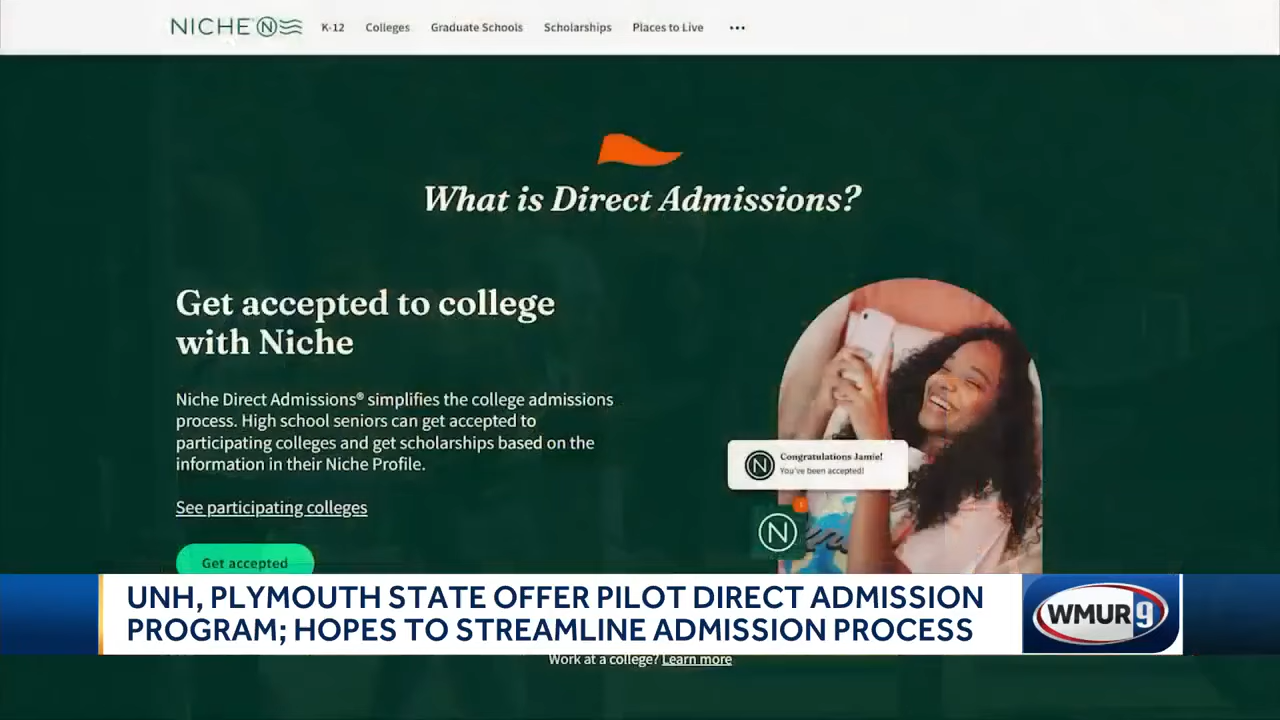 NICHE N
K-12 Colleges Graduate Schools Scholarships Places to Live ...
What is Direct Admissions?
Get accepted to college
with Niche
Niche Direct Admissions® simplifies the college admissions
process. High school seniors can get accepted to
participating colleges and get scholarships based on the
information in their Niche Profile.
See participating colleges
Get accepted
N
Congratulations Jamie!
You've been accepted!
1
N
UNH, PLYMOUTH STATE OFFER PILOT DIRECT ADMISSION
PROGRAM; HOPES TO STREAMLINE ADMISSION PROCESS
WMUR 9
Work at a college? Learn more